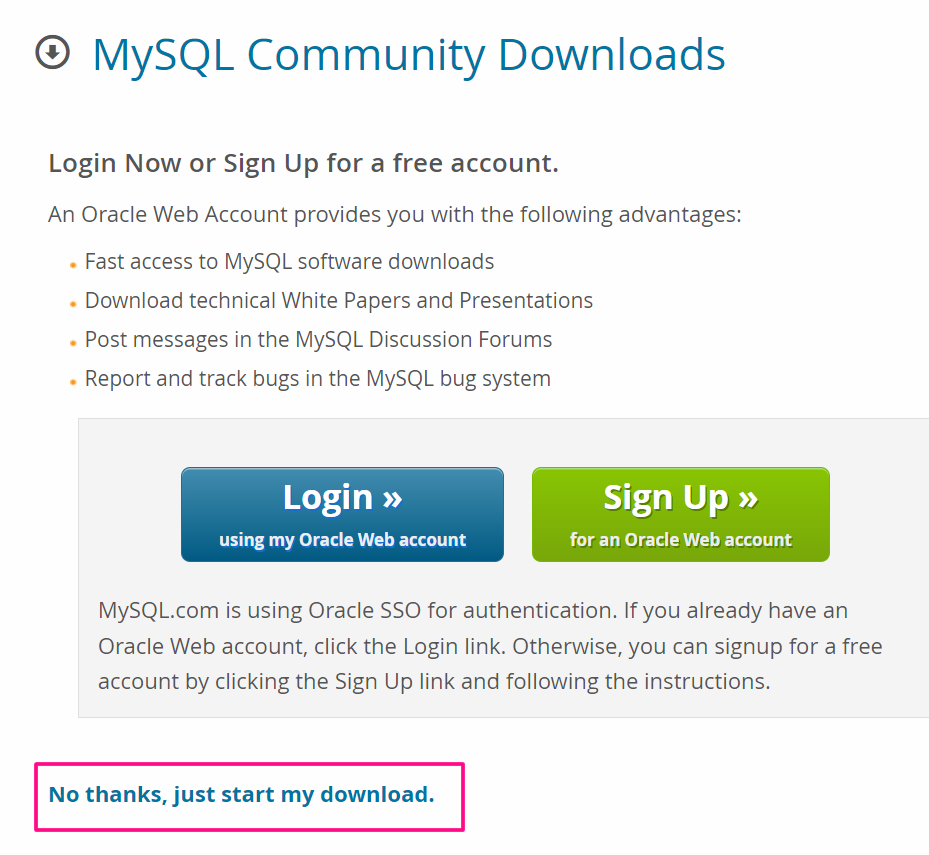 MySQL Community Downloads
Login Now or Sign Up for a free account.
An Oracle Web Account provides you with the following advantages:
Fast access to MySQL software downloads
Download technical White Papers and Presentations
Post messages in the MySQL Discussion Forums
Report and track bugs in the MySQL bug system
Login »
using my Oracle Web account
Sign Up »
for an Oracle Web account
MySQL.com is using Oracle SSO for authentication. If you already have an
Oracle Web account, click the Login link. Otherwise, you can signup for a free
account by clicking the Sign Up link and following the instructions.
No thanks, just start my download.